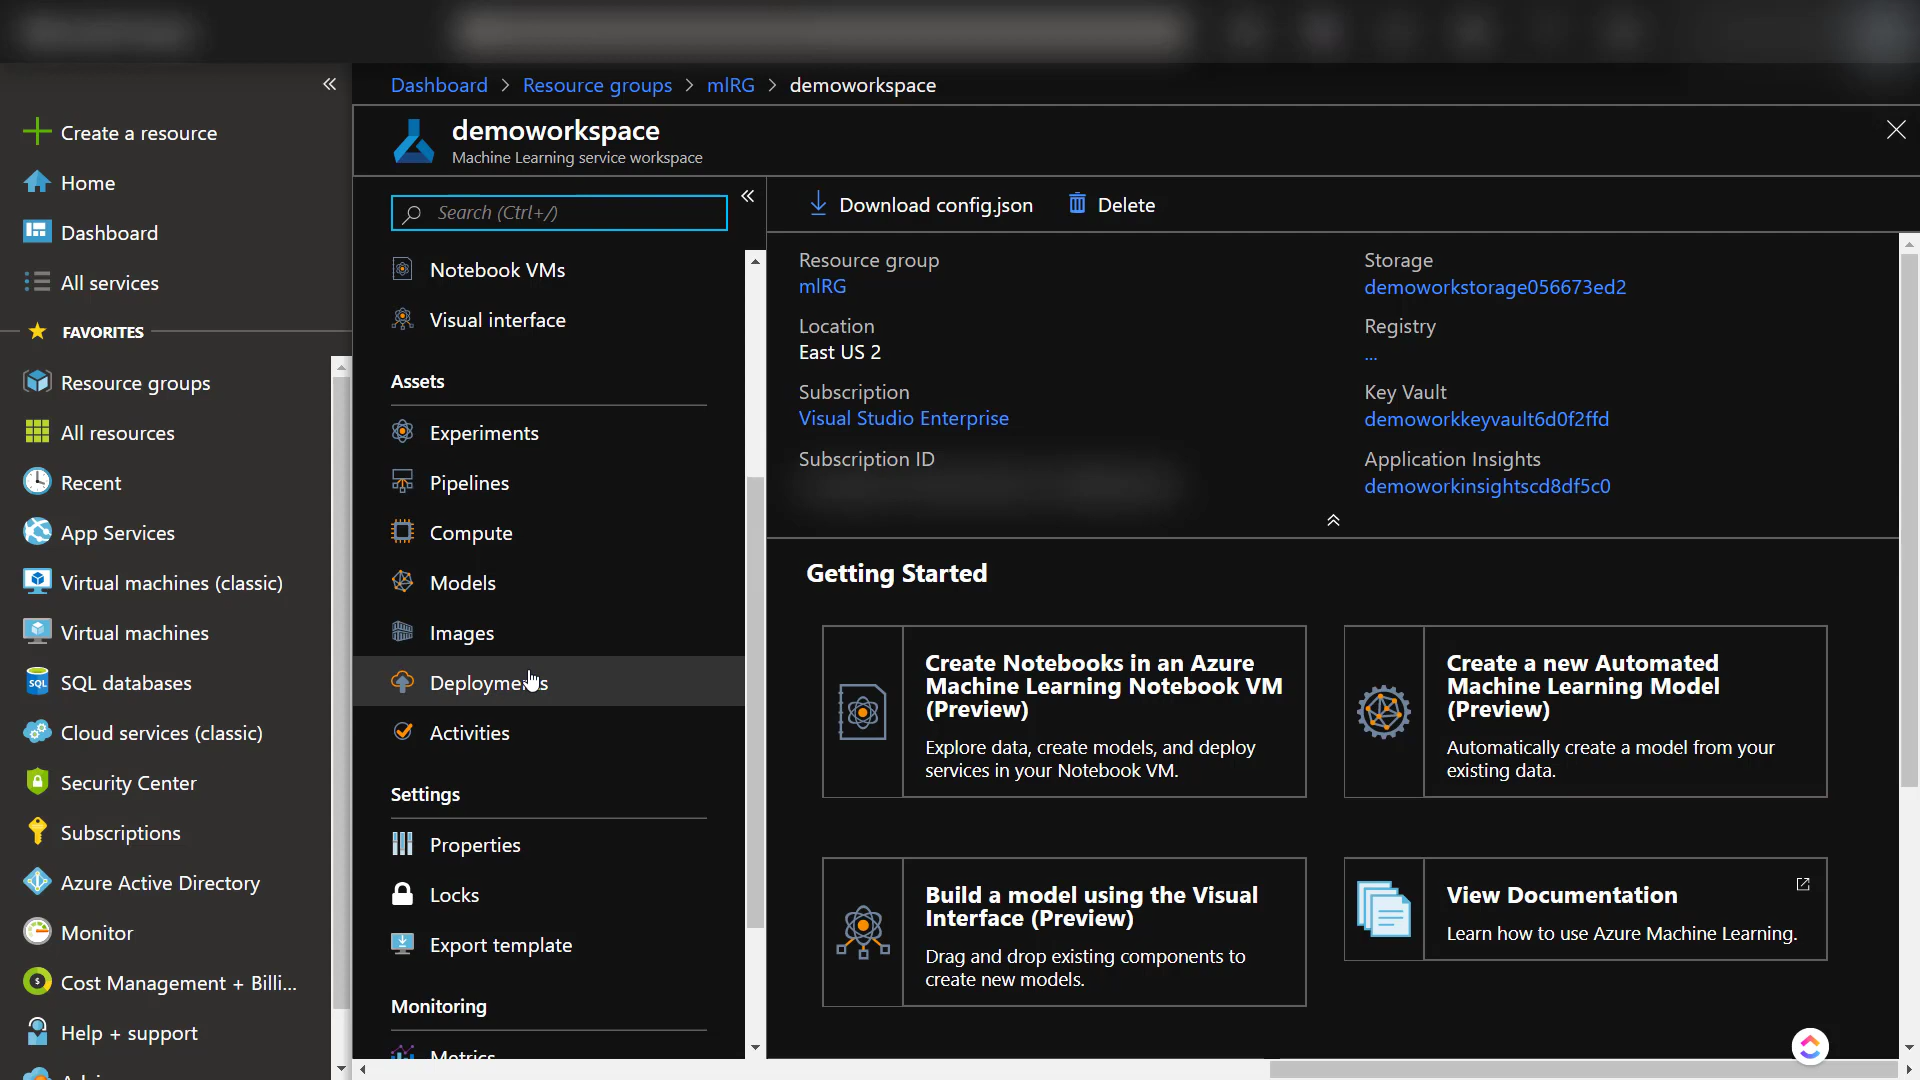 Dashboard > Resource groups > mlRG > demoworkspace
Create a resource
Home
Dashboard
All services
FAVORITES
Resource groups
All resources
Recent
App Services
Virtual machines (classic)
Virtual machines
SQL databases
Cloud services (classic)
Security Center
Subscriptions
Azure Active Directory
Monitor
Cost Management + Billi...
Help + support
demoworkspace
Machine Learning service workspace
Search (Ctrl+/)
Notebook VMs
Visual interface
Assets
Experiments
Pipelines
Compute
Models
Images
Deployments
Activities
Settings
Properties
Locks
Export template
Monitoring
Metrics
Download config.json
Delete
Resource group
mlRG
Location
East US 2
Subscription
Visual Studio Enterprise
Subscription ID
Storage
demoworkstorage056673ed2
Registry
...
Key Vault
demoworkkeyvault6d0f2ffd
Application Insights
demoworkinsightscd8df5c0
Getting Started
Create Notebooks in an Azure
Machine Learning Notebook VM
(Preview)
Explore data, create models, and deploy
services in your Notebook VM.
Create a new Automated
Machine Learning Model
(Preview)
Automatically create a model from your
existing data.
Build a model using the Visual
Interface (Preview)
Drag and drop existing components to
create new models.
View Documentation
Learn how to use Azure Machine Learning.